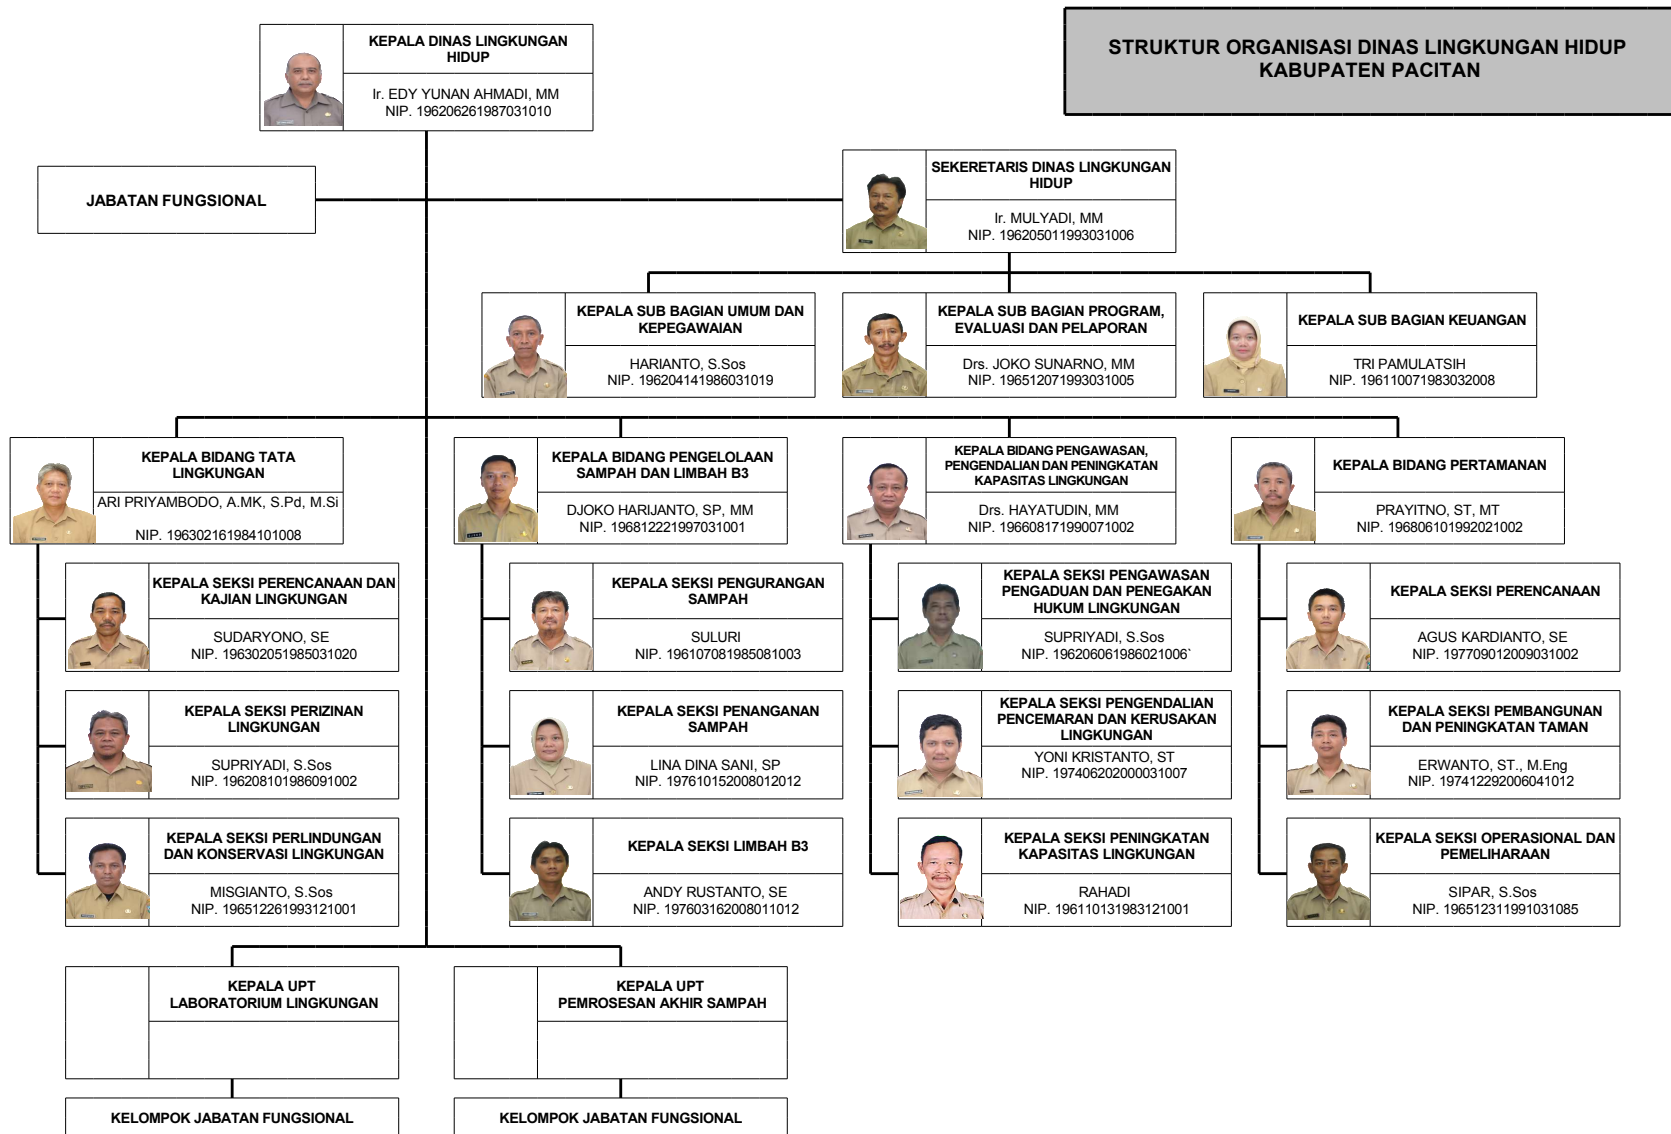 STRUKTUR ORGANISASI DINAS LINGKUNGAN HIDUP
KABUPATEN PACITAN
KEPALA DINAS LINGKUNGAN
HIDUP
Ir. EDY YUNAN AHMADI, MM
NIP. 196206261987031010
JABATAN FUNGSIONAL
SEKERETARIS DINAS LINGKUNGAN
HIDUP
Ir. MULYADI, MM
NIP. 196205011993031006
KEPALA SUB BAGIAN UMUM DAN
KEPEGAWAIAN
HARIANTO, S.Sos
NIP. 196204141986031019
KEPALA SUB BAGIAN PROGRAM,
EVALUASI DAN PELAPORAN
Drs. JOKO SUNARNO, MM
NIP. 196512071993031005
KEPALA SUB BAGIAN KEUANGAN
TRI PAMULATSIH
NIP. 196110071983032008
KEPALA BIDANG TATA
LINGKUNGAN
ARI PRIYAMBODO, A.MK, S.Pd, M.Si
NIP. 196302161984101008
KEPALA BIDANG PENGELOLAAN
SAMPAH DAN LIMBAH B3
DJOKO HARIJANTO, SP, MM
NIP. 196812221997031001
KEPALA BIDANG PENGAWASAN,
PENGENDALIAN DAN PENINGKATAN
KAPASITAS LINGKUNGAN
Drs. HAYATUDIN, MM
NIP. 196608171990071002
KEPALA BIDANG PERTAMANAN
PRAYITNO, ST, MT
NIP. 196806101992021002
KEPALA SEKSI PERENCANAAN DAN
KAJIAN LINGKUNGAN
SUDARYONO, SE
NIP. 196302051985031020
KEPALA SEKSI PENGURANGAN
SAMPAH
SULURI
NIP. 196107081985081003
KEPALA SEKSI PENGAWASAN
PENGADUAN DAN PENEGAKAN
HUKUM LINGKUNGAN
SUPRIYADI, S.Sos
NIP. 196206061986021006`
KEPALA SEKSI PERENCANAAN
AGUS KARDIANTO, SE
NIP. 197709012009031002
KEPALA SEKSI PERIZINAN
LINGKUNGAN
SUPRIYADI, S.Sos
NIP. 196208101986091002
KEPALA SEKSI PENANGANAN
SAMPAH
LINA DINA SANI, SP
NIP. 197610152008012012
KEPALA SEKSI PENGENDALIAN
PENCEMARAN DAN KERUSAKAN
LINGKUNGAN
YONI KRISTANTO, ST
NIP. 197406202000031007
KEPALA SEKSI PEMBANGUNAN
DAN PENINGKATAN TAMAN
ERWANTO, ST., M.Eng
NIP. 197412292006041012
KEPALA SEKSI PERLINDUNGAN
DAN KONSERVASI LINGKUNGAN
MISGIANTO, S.Sos
NIP. 196512261993121001
KEPALA SEKSI LIMBAH B3
ANDY RUSTANTO, SE
NIP. 197603162008011012
KEPALA SEKSI PENINGKATAN
KAPASITAS LINGKUNGAN
RAHADI
NIP. 196110131983121001
KEPALA SEKSI OPERASIONAL DAN
PEMELIHARAAN
SIPAR, S.Sos
NIP. 196512311991031085
KEPALA UPT
LABORATORIUM LINGKUNGAN
KEPALA UPT
PEMROSESAN AKHIR SAMPAH
KELOMPOK JABATAN FUNGSIONAL
KELOMPOK JABATAN FUNGSIONAL